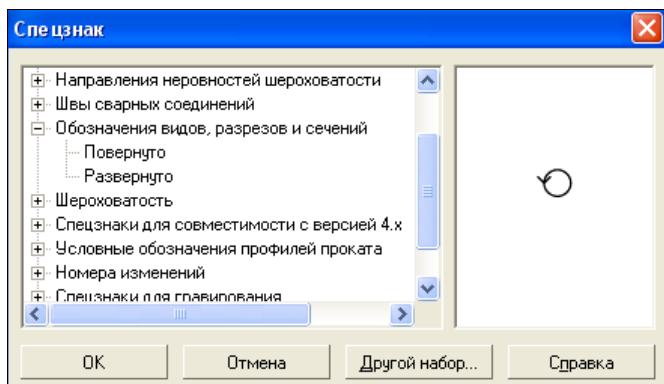 Спецзнак
Направления неровностей шероховатости
Швы сварных соединений
Обозначения видов, разрезов и сечений
Повернуто
Развернуто
Шероховатость
Спецзнаки для совместимости с версией 4.x
Условные обозначения профилей проката
Номера изменений
Спецзнаки для гравирования
OK
Отмена
Другой набор...
Справка